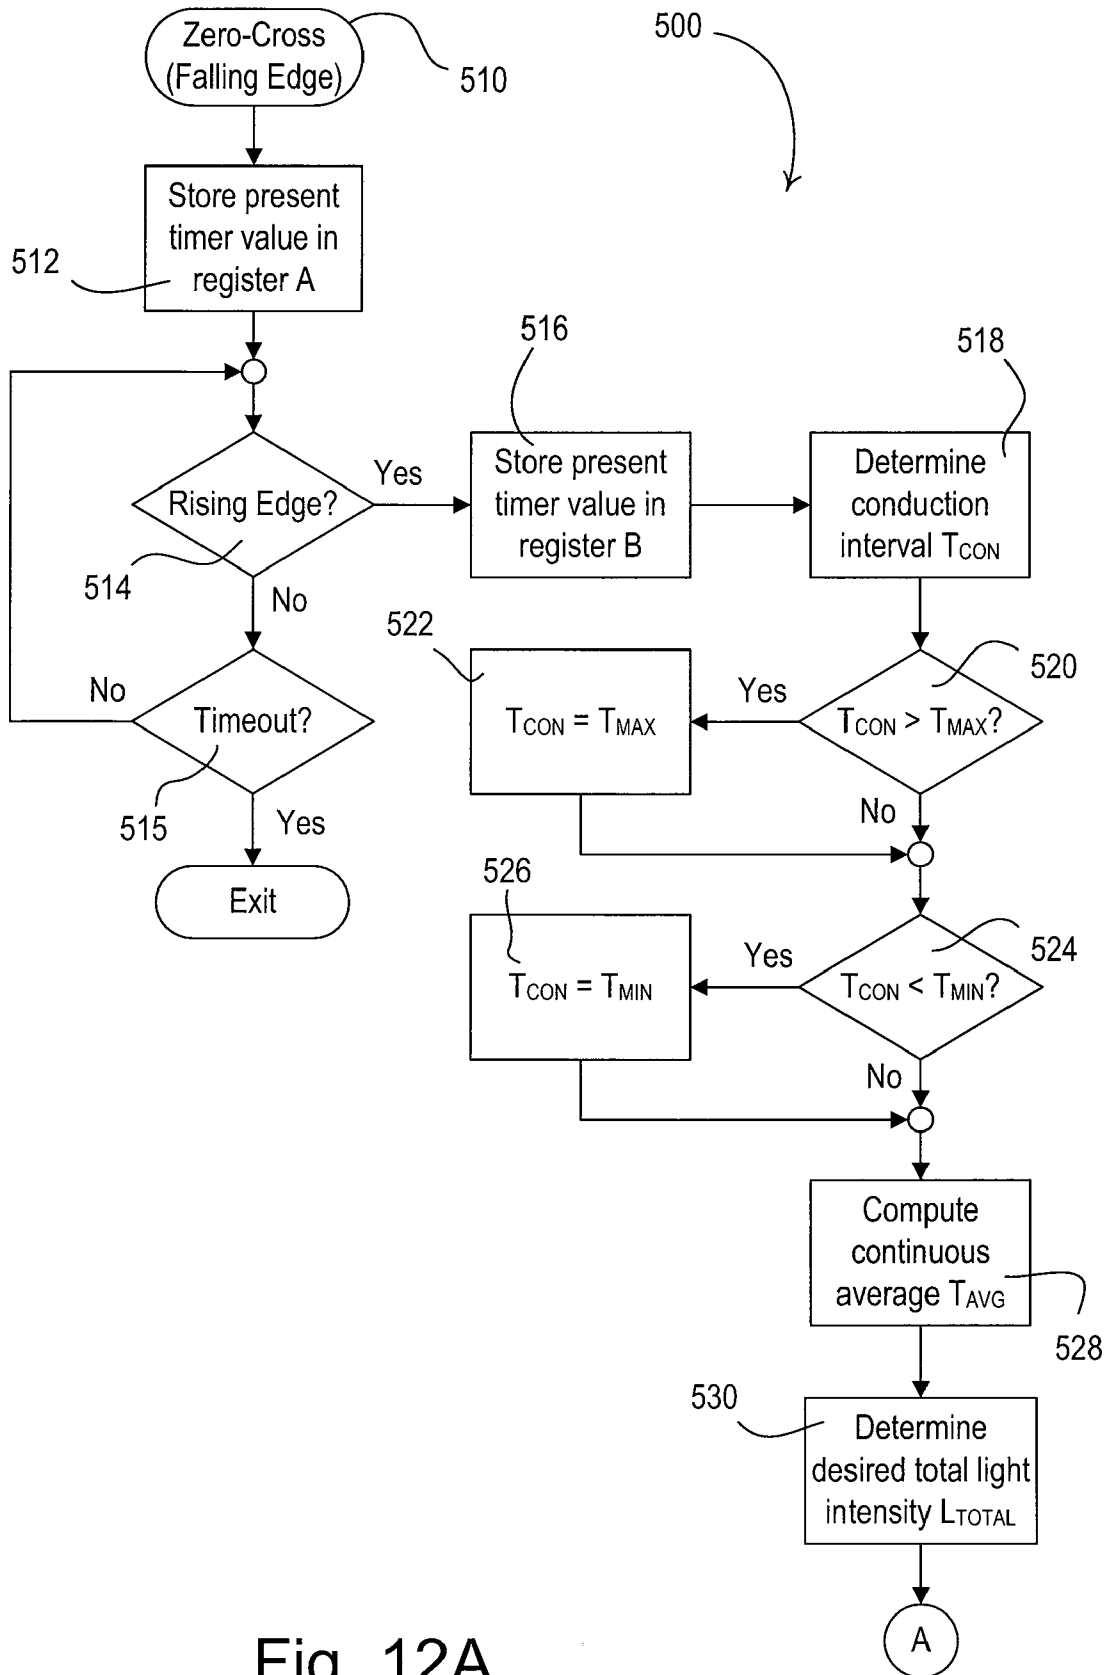 Zero-Cross
(Falling Edge)
510
500
Store present
timer value in
register A
512
516
518
Rising Edge?
Yes
Store present
timer value in
register B
Determine
conduction
interval TCON
514
No
522
520
No
Timeout?
TCON = TMAX
Yes
TCON > TMAX?
515
Yes
No
Exit
526
524
TCON = TMIN
Yes
TCON < TMIN?
No
Compute
continuous
average TAVG
528
530
Determine
desired total light
intensity LTOTAL
A
Fig. 12A